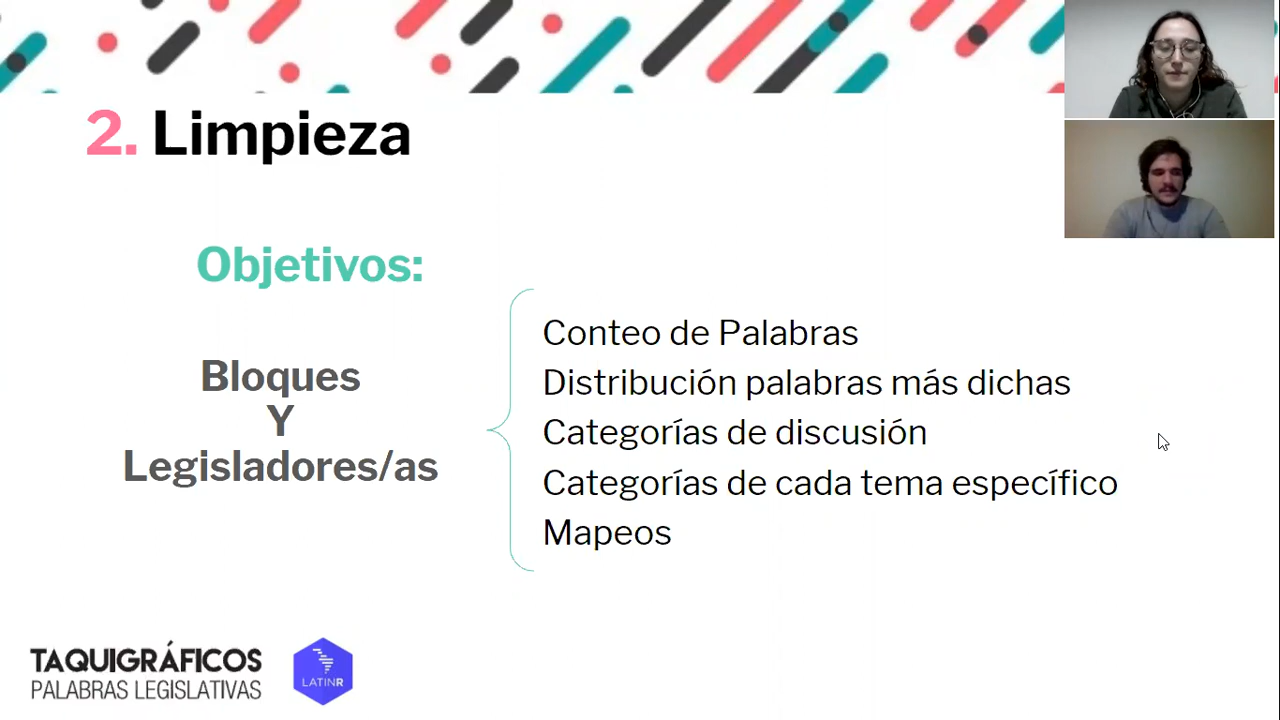 2. Limpieza
Objetivos:
Bloques
Y
Legisladores/as
Conteo de Palabras
Distribución palabras más dichas
Categorías de discusión
Categorías de cada tema específico
Mapeos
TAQUIGRÁFICOS
PALABRAS LEGISLATIVAS
LATINR